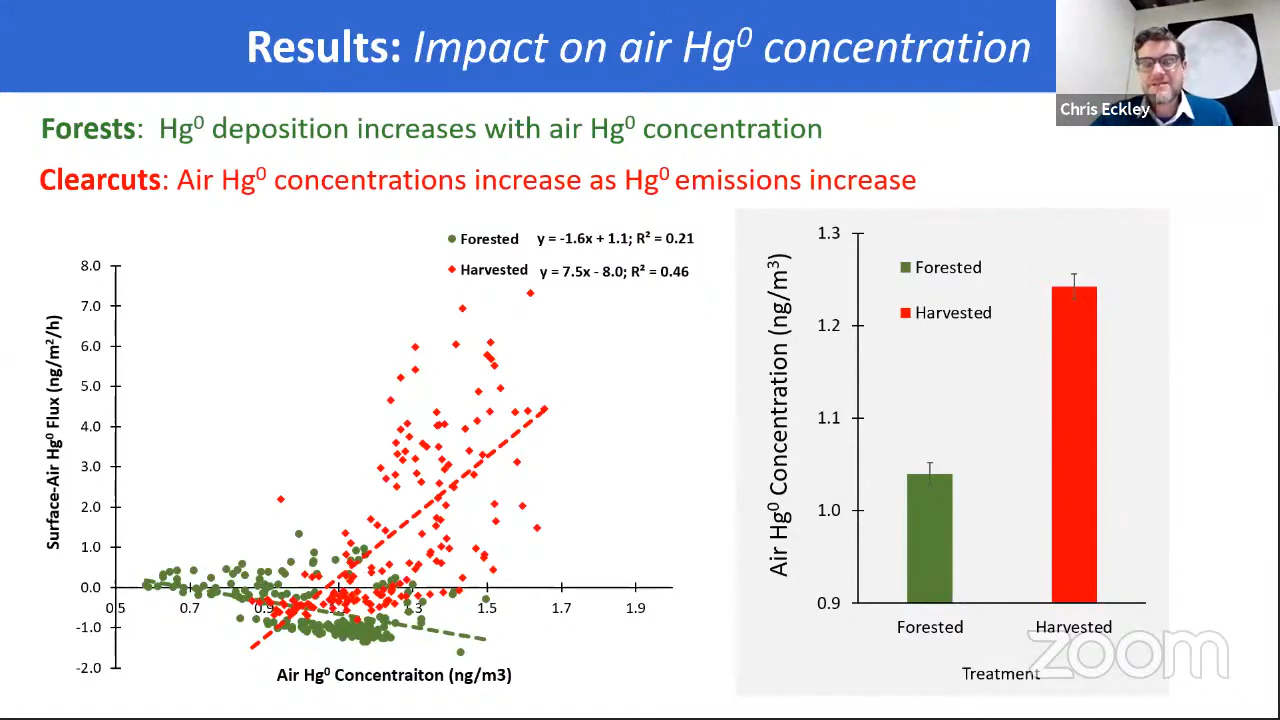 Results: Impact on air Hg⁰ concentration
Chris Eckley
Forests: Hg⁰ deposition increases with air Hg⁰ concentration
Clearcuts: Air Hg⁰ concentrations increase as Hg⁰ emissions increase
Forested y = -1.6x + 1.1; R² = 0.21
Harvested y = 7.5x - 8.0; R² = 0.46
8.0
7.0
6.0
5.0
4.0
3.0
2.0
1.0
0.0
-1.0
-2.0
Surface-Air Hg⁰ Flux (ng/m²/h)
0.5 0.7 0.9 1.1 1.3 1.5 1.7 1.9
Air Hg⁰ Concentraiton (ng/m3)
Air Hg⁰ Concentration (ng/m³)
1.3
1.2
1.1
1.0
0.9
Forested
Harvested
Forested Harvested
Treatment
zoom